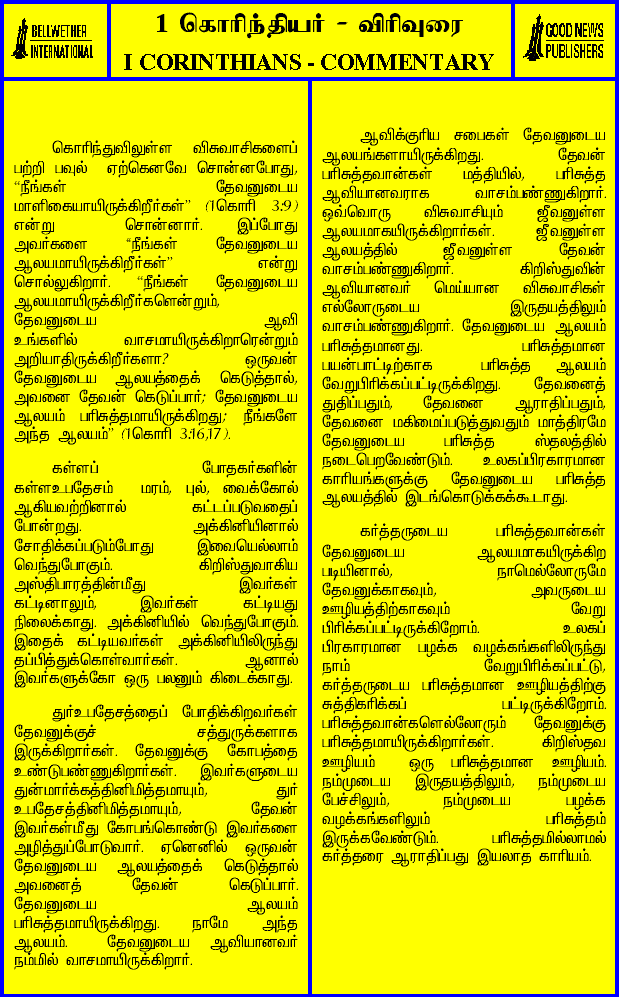 BELLWETHER
INTERNATIONAL
1 கொரிந்தியர் - விரிவுரை
I CORINTHIANS - COMMENTARY
GOOD NEWS
PUBLISHERS
கொரிந்துவிலுள்ள விசுவாசிகளைப்
பற்றி பவுல் ஏற்கெனவே சொன்னபோது,
“நீங்கள் தேவனுடைய
மாளிகையாயிருக்கிறீர்கள்” (1கொரி 3:9)
என்று சொன்னார். இப்போது
அவர்களை “நீங்கள் தேவனுடைய
ஆலயமாயிருக்கிறீர்கள்” என்று
சொல்லுகிறார். “நீங்கள் தேவனுடைய
ஆலயமாயிருக்கிறீர்களென்றும்,
தேவனுடைய ஆவி
உங்களில் வாசமாயிருக்கிறாரென்றும்
அறியாதிருக்கிறீர்களா? ஒருவன்
தேவனுடைய ஆலயத்தைக் கெடுத்தால்,
அவனை தேவன் கெடுப்பார்; தேவனுடைய
ஆலயம் பரிசுத்தமாயிருக்கிறது; நீங்களே
அந்த ஆலயம்” (1கொரி 3:16,17).
கள்ளப் போதகர்களின்
கள்ளஉபதேசம் மரம், புல், வைக்கோல்
ஆகியவற்றினால் கட்டப்படுவதைப்
போன்றது. அக்கினியினால்
சோதிக்கப்படும்போது இவையெல்லாம்
வெந்துபோகும். கிறிஸ்துவாகிய
அஸ்திபாரத்தின்மீது இவர்கள்
கட்டினாலும், இவர்கள் கட்டியது
நிலைக்காது. அக்கினியில் வெந்துபோகும்.
இதைக் கட்டியவர்கள் அக்கினியிலிருந்து
தப்பித்துக்கொள்வார்கள். ஆனால்
இவர்களுக்கோ ஒரு பலனும் கிடைக்காது.
துர்உபதேசத்தைப் போதிக்கிறவர்கள்
தேவனுக்குச் சத்துருக்களாக
இருக்கிறார்கள். தேவனுக்கு கோபத்தை
உண்டுபண்ணுகிறார்கள். இவர்களுடைய
துன்மார்க்கத்தினிமித்தமாயும், துர்
உபதேசத்தினிமித்தமாயும், தேவன்
இவர்கள்மீது கோபங்கொண்டு இவர்களை
அழித்துப்போடுவார். ஏனெனில் ஒருவன்
தேவனுடைய ஆலயத்தைக் கெடுத்தால்
அவனைத் தேவன் கெடுப்பார்.
தேவனுடைய ஆலயம்
பரிசுத்தமாயிருக்கிறது. நாமே அந்த
ஆலயம். தேவனுடைய ஆவியானவர்
நம்மில் வாசமாயிருக்கிறார்.
ஆவிக்குரிய சபைகள் தேவனுடைய
ஆலயங்களாயிருக்கிறது. தேவன்
பரிசுத்தவான்கள் மத்தியில், பரிசுத்த
ஆவியானவராக வாசம்பண்ணுகிறார்.
ஒவ்வொரு விசுவாசியும் ஜீவனுள்ள
ஆலயமாகயிருக்கிறார்கள். ஜீவனுள்ள
ஆலயத்தில் ஜீவனுள்ள தேவன்
வாசம்பண்ணுகிறார். கிறிஸ்துவின்
ஆவியானவர் மெய்யான விசுவாசிகள்
எல்லோருடைய இருதயத்திலும்
வாசம்பண்ணுகிறார். தேவனுடைய ஆலயம்
பரிசுத்தமானது. பரிசுத்தமான
பயன்பாட்டிற்காக பரிசுத்த ஆலயம்
வேறுபிரிக்கப்பட்டிருக்கிறது. தேவனைத்
துதிப்பதும், தேவனை ஆராதிப்பதும்,
தேவனை மகிமைப்படுத்துவதும் மாத்திரமே
தேவனுடைய பரிசுத்த ஸ்தலத்தில்
நடைபெறவேண்டும். உலகப்பிரகாரமான
காரியங்களுக்கு தேவனுடைய பரிசுத்த
ஆலயத்தில் இடங்கொடுக்கக்கூடாது.
கர்த்தருடைய பரிசுத்தவான்கள்
தேவனுடைய ஆலயமாகயிருக்கிற
படியினால், நாமெல்லோருமே
தேவனுக்காகவும், அவருடைய
ஊழியத்திற்காகவும் வேறு
பிரிக்கப்பட்டிருக்கிறோம். உலகப்
பிரகாரமான பழக்க வழக்கங்களிலிருந்து
நாம் வேறுபிரிக்கப்பட்டு,
கர்த்தருடைய பரிசுத்தமான ஊழியத்திற்கு
சுத்திகரிக்கப் பட்டிருக்கிறோம்.
பரிசுத்தவான்களெல்லோரும் தேவனுக்கு
பரிசுத்தமாயிருக்கிறார்கள். கிறிஸ்தவ
ஊழியம் ஒரு பரிசுத்தமான ஊழியம்.
நம்முடைய இருதயத்திலும், நம்முடைய
பேச்சிலும், நம்முடைய பழக்க
வழக்கங்களிலும் பரிசுத்தம்
இருக்கவேண்டும். பரிசுத்தமில்லாமல்
கர்த்தரை ஆராதிப்பது இயலாத காரியம்.